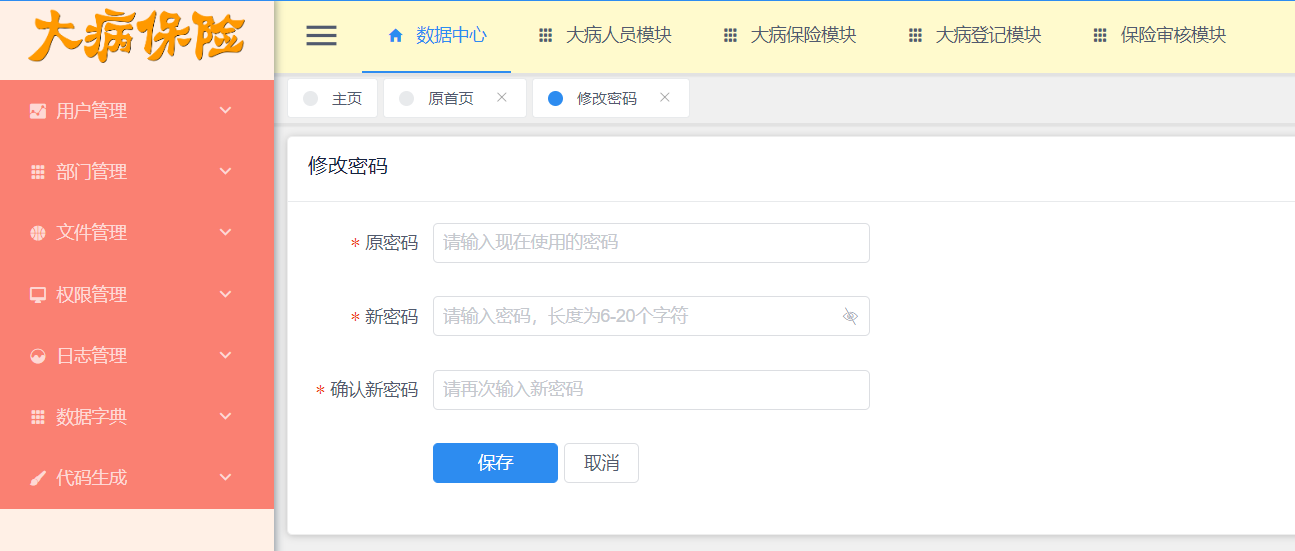 大病保险
数据中心 大病人员模块 大病保险模块 大病登记模块 保险审核模块
主页 原首页 修改密码
用户管理
部门管理
文件管理
权限管理
日志管理
数据字典
代码生成
修改密码
* 原密码 请输入现在使用的密码
* 新密码 请输入密码，长度为6-20个字符
* 确认新密码 请再次输入新密码
保存 取消